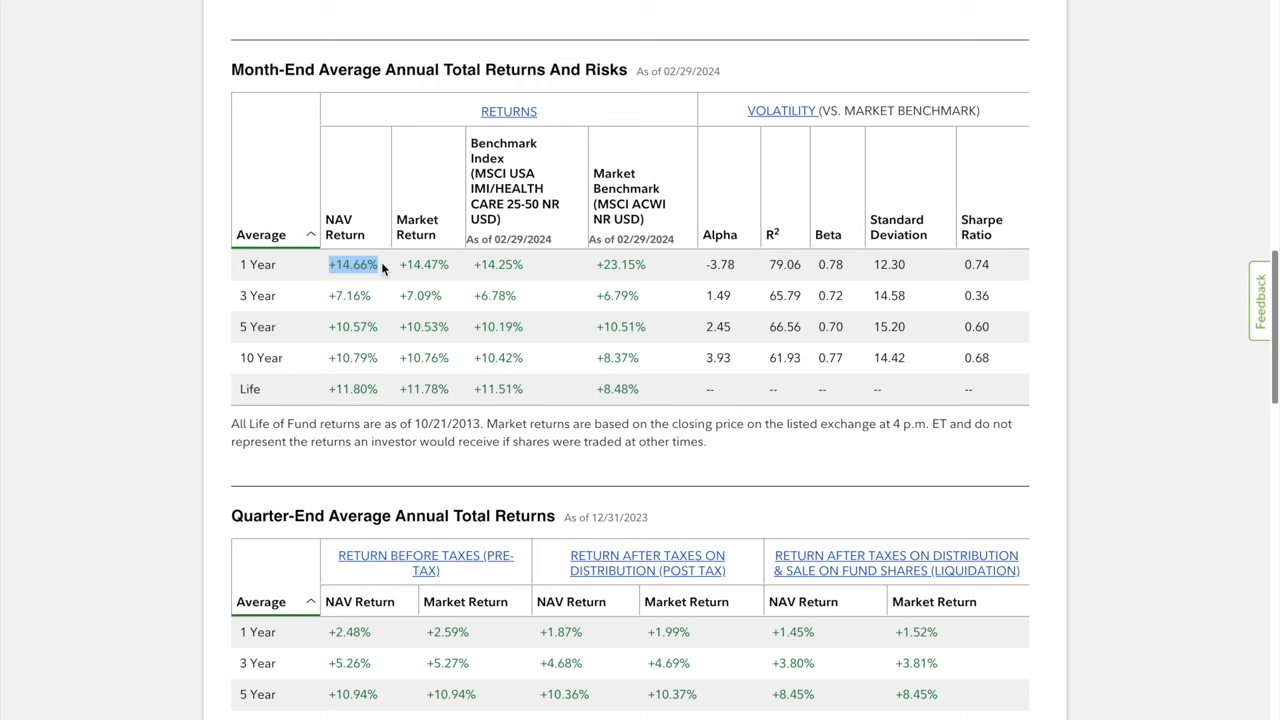 Month-End Average Annual Total Returns And Risks As of 02/29/2024
RETURNS VOLATILITY (VS. MARKET BENCHMARK)
Average NAV Return Market Return Benchmark Index (MSCI USA IMI/HEALTH CARE 25-50 NR USD) As of 02/29/2024 Market Benchmark (MSCI ACWI NR USD) As of 02/29/2024 Alpha R2 Beta Standard Deviation Sharpe Ratio
1 Year +14.66% +14.47% +14.25% +23.15% -3.78 79.06 0.78 12.30 0.74
3 Year +7.16% +7.09% +6.78% +6.79% 1.49 65.79 0.72 14.58 0.36
5 Year +10.57% +10.53% +10.19% +10.51% 2.45 66.56 0.70 15.20 0.60
10 Year +10.79% +10.76% +10.42% +8.37% 3.93 61.93 0.77 14.42 0.68
Life +11.80% +11.78% +11.51% +8.48% -- -- -- -- --
All Life of Fund returns are as of 10/21/2013. Market returns are based on the closing price on the listed exchange at 4 p.m. ET and do not
represent the returns an investor would receive if shares were traded at other times.
Quarter-End Average Annual Total Returns As of 12/31/2023
RETURN BEFORE TAXES (PRE-TAX) RETURN AFTER TAXES ON DISTRIBUTION (POST TAX) RETURN AFTER TAXES ON DISTRIBUTION & SALE ON FUND SHARES (LIQUIDATION)
Average NAV Return Market Return NAV Return Market Return NAV Return Market Return
1 Year +2.48% +2.59% +1.87% +1.99% +1.45% +1.52%
3 Year +5.26% +5.27% +4.68% +4.69% +3.80% +3.81%
5 Year +10.94% +10.94% +10.36% +10.37% +8.45% +8.45%
Feedback